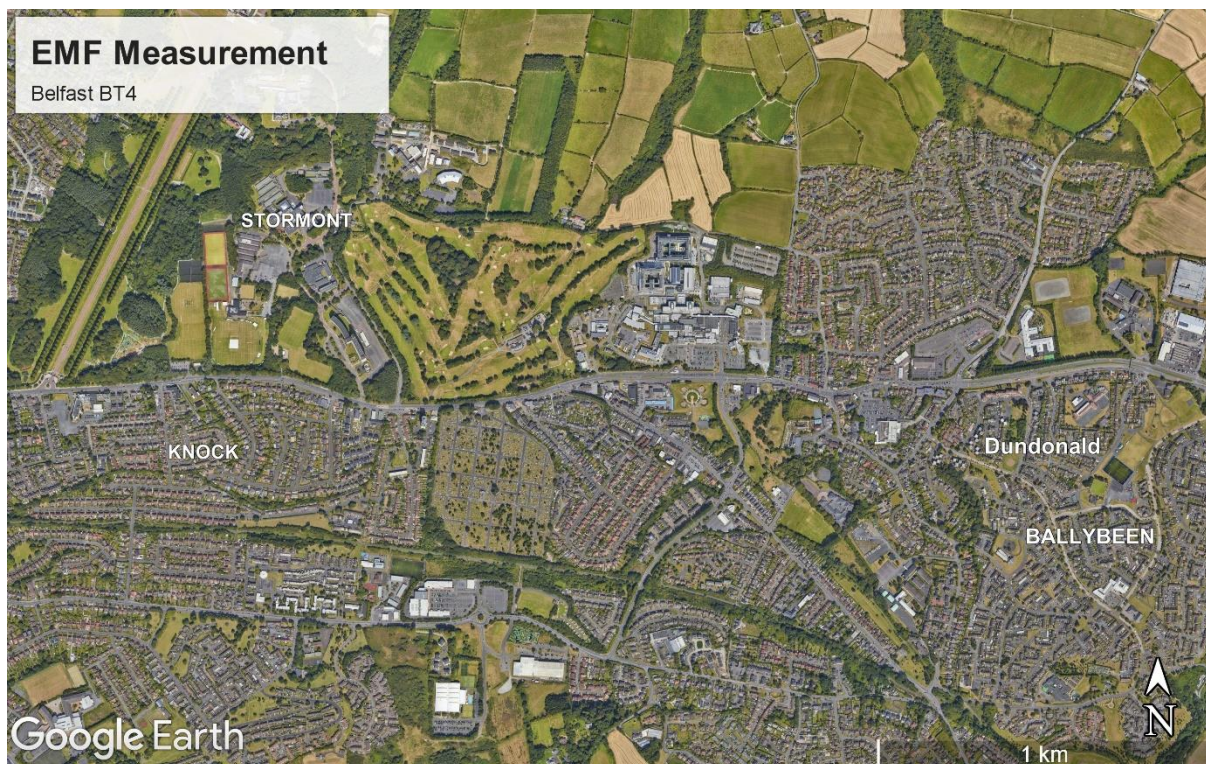 EMF Measurement
Belfast BT4
STORMONT
KNOCK
Dundonald
BALLYBEEN
N
Google Earth
1 km